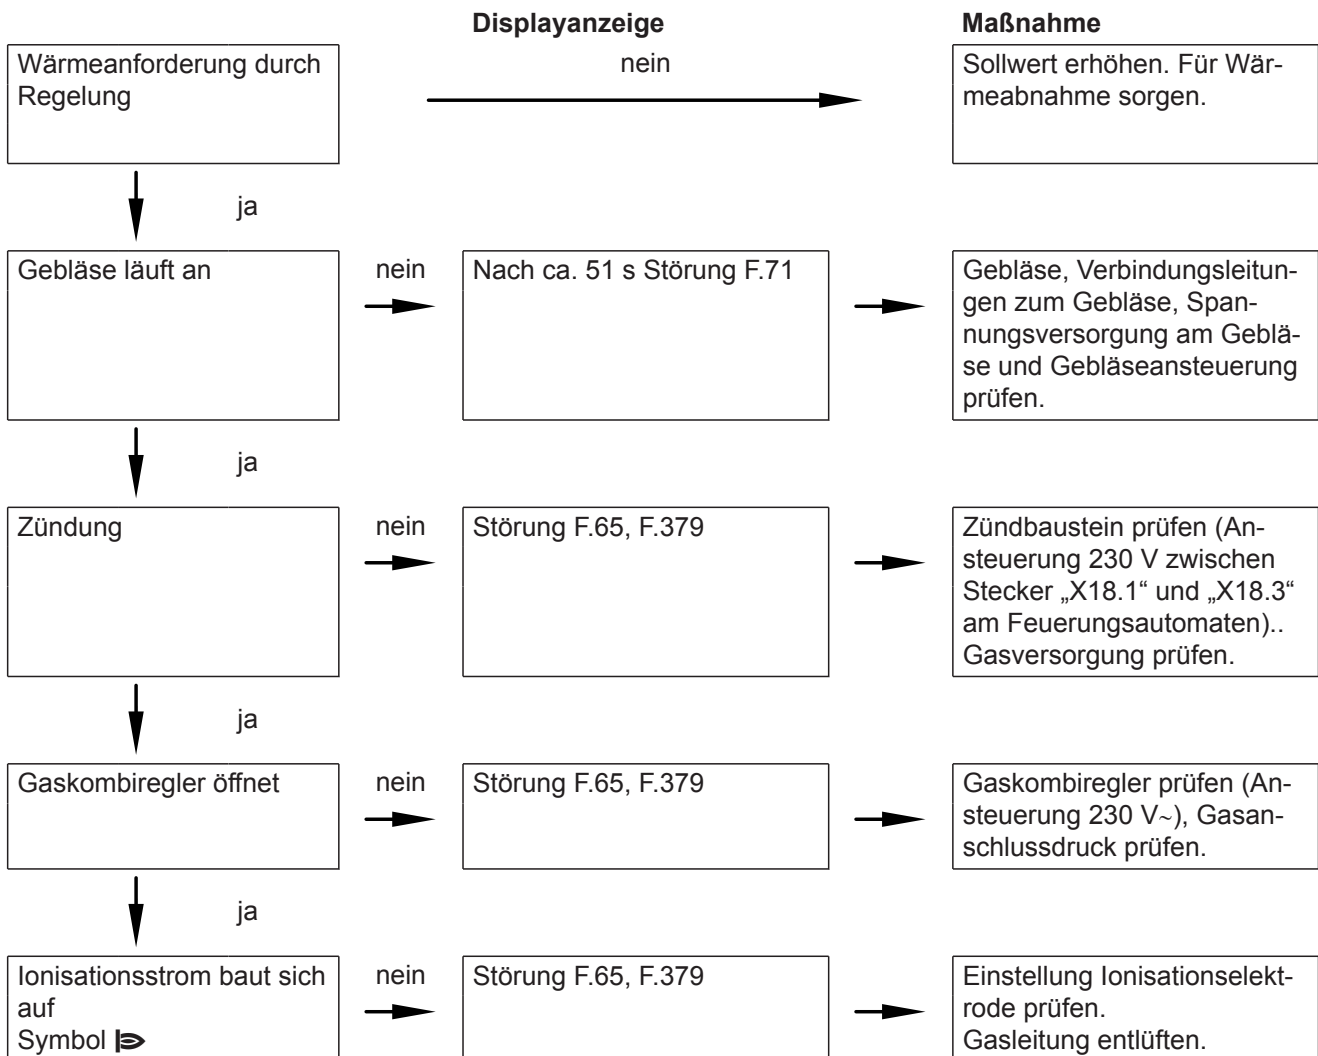 Displayanzeige
Maßnahme
Wärmeanforderung durch
Regelung
nein
Sollwert erhöhen. Für Wär-
meabnahme sorgen.
ja
Gebläse läuft an
nein
Nach ca. 51 s Störung F.71
Gebläse, Verbindungsleitun-
gen zum Gebläse, Span-
nungsversorgung am Geblä-
se und Gebläseansteuerung
prüfen.
ja
Zündung
nein
Störung F.65, F.379
Zündbaustein prüfen (An-
steuerung 230 V zwischen
Stecker „X18.1“ und „X18.3“
am Feuerungsautomaten)..
Gasversorgung prüfen.
ja
Gaskombiregler öffnet
nein
Störung F.65, F.379
Gaskombiregler prüfen (An-
steuerung 230 V~), Gasan-
schlussdruck prüfen.
ja
Ionisationsstrom baut sich
auf
Symbol
nein
Störung F.65, F.379
Einstellung Ionisationselekt-
rode prüfen.
Gasleitung entlüften.